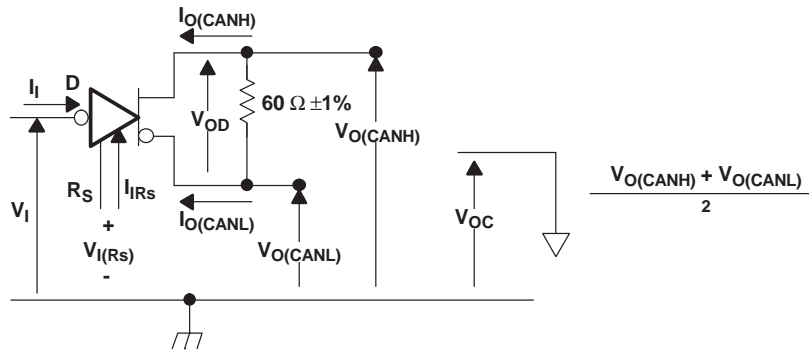 I_O(CANH)
I_I
D
60 Ω ±1%
V_OD
V_O(CANH)
R_S
I_IRs
I_O(CANL)
V_I
+
V_I(Rs)
-
V_O(CANL)
V_OC
V_O(CANH) + V_O(CANL)
2